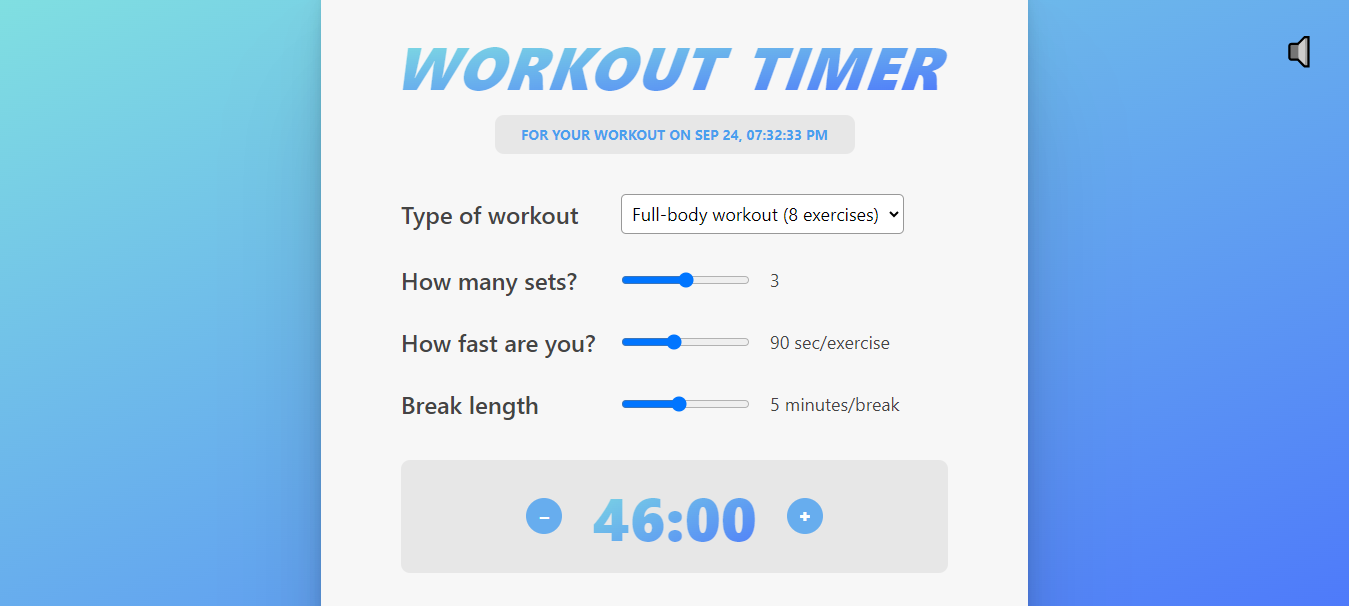 WORKOUT TIMER
FOR YOUR WORKOUT ON SEP 24, 07:32:33 PM
Type of workout Full-body workout (8 exercises)
How many sets? 3
How fast are you? 90 sec/exercise
Break length 5 minutes/break
– 46:00 +